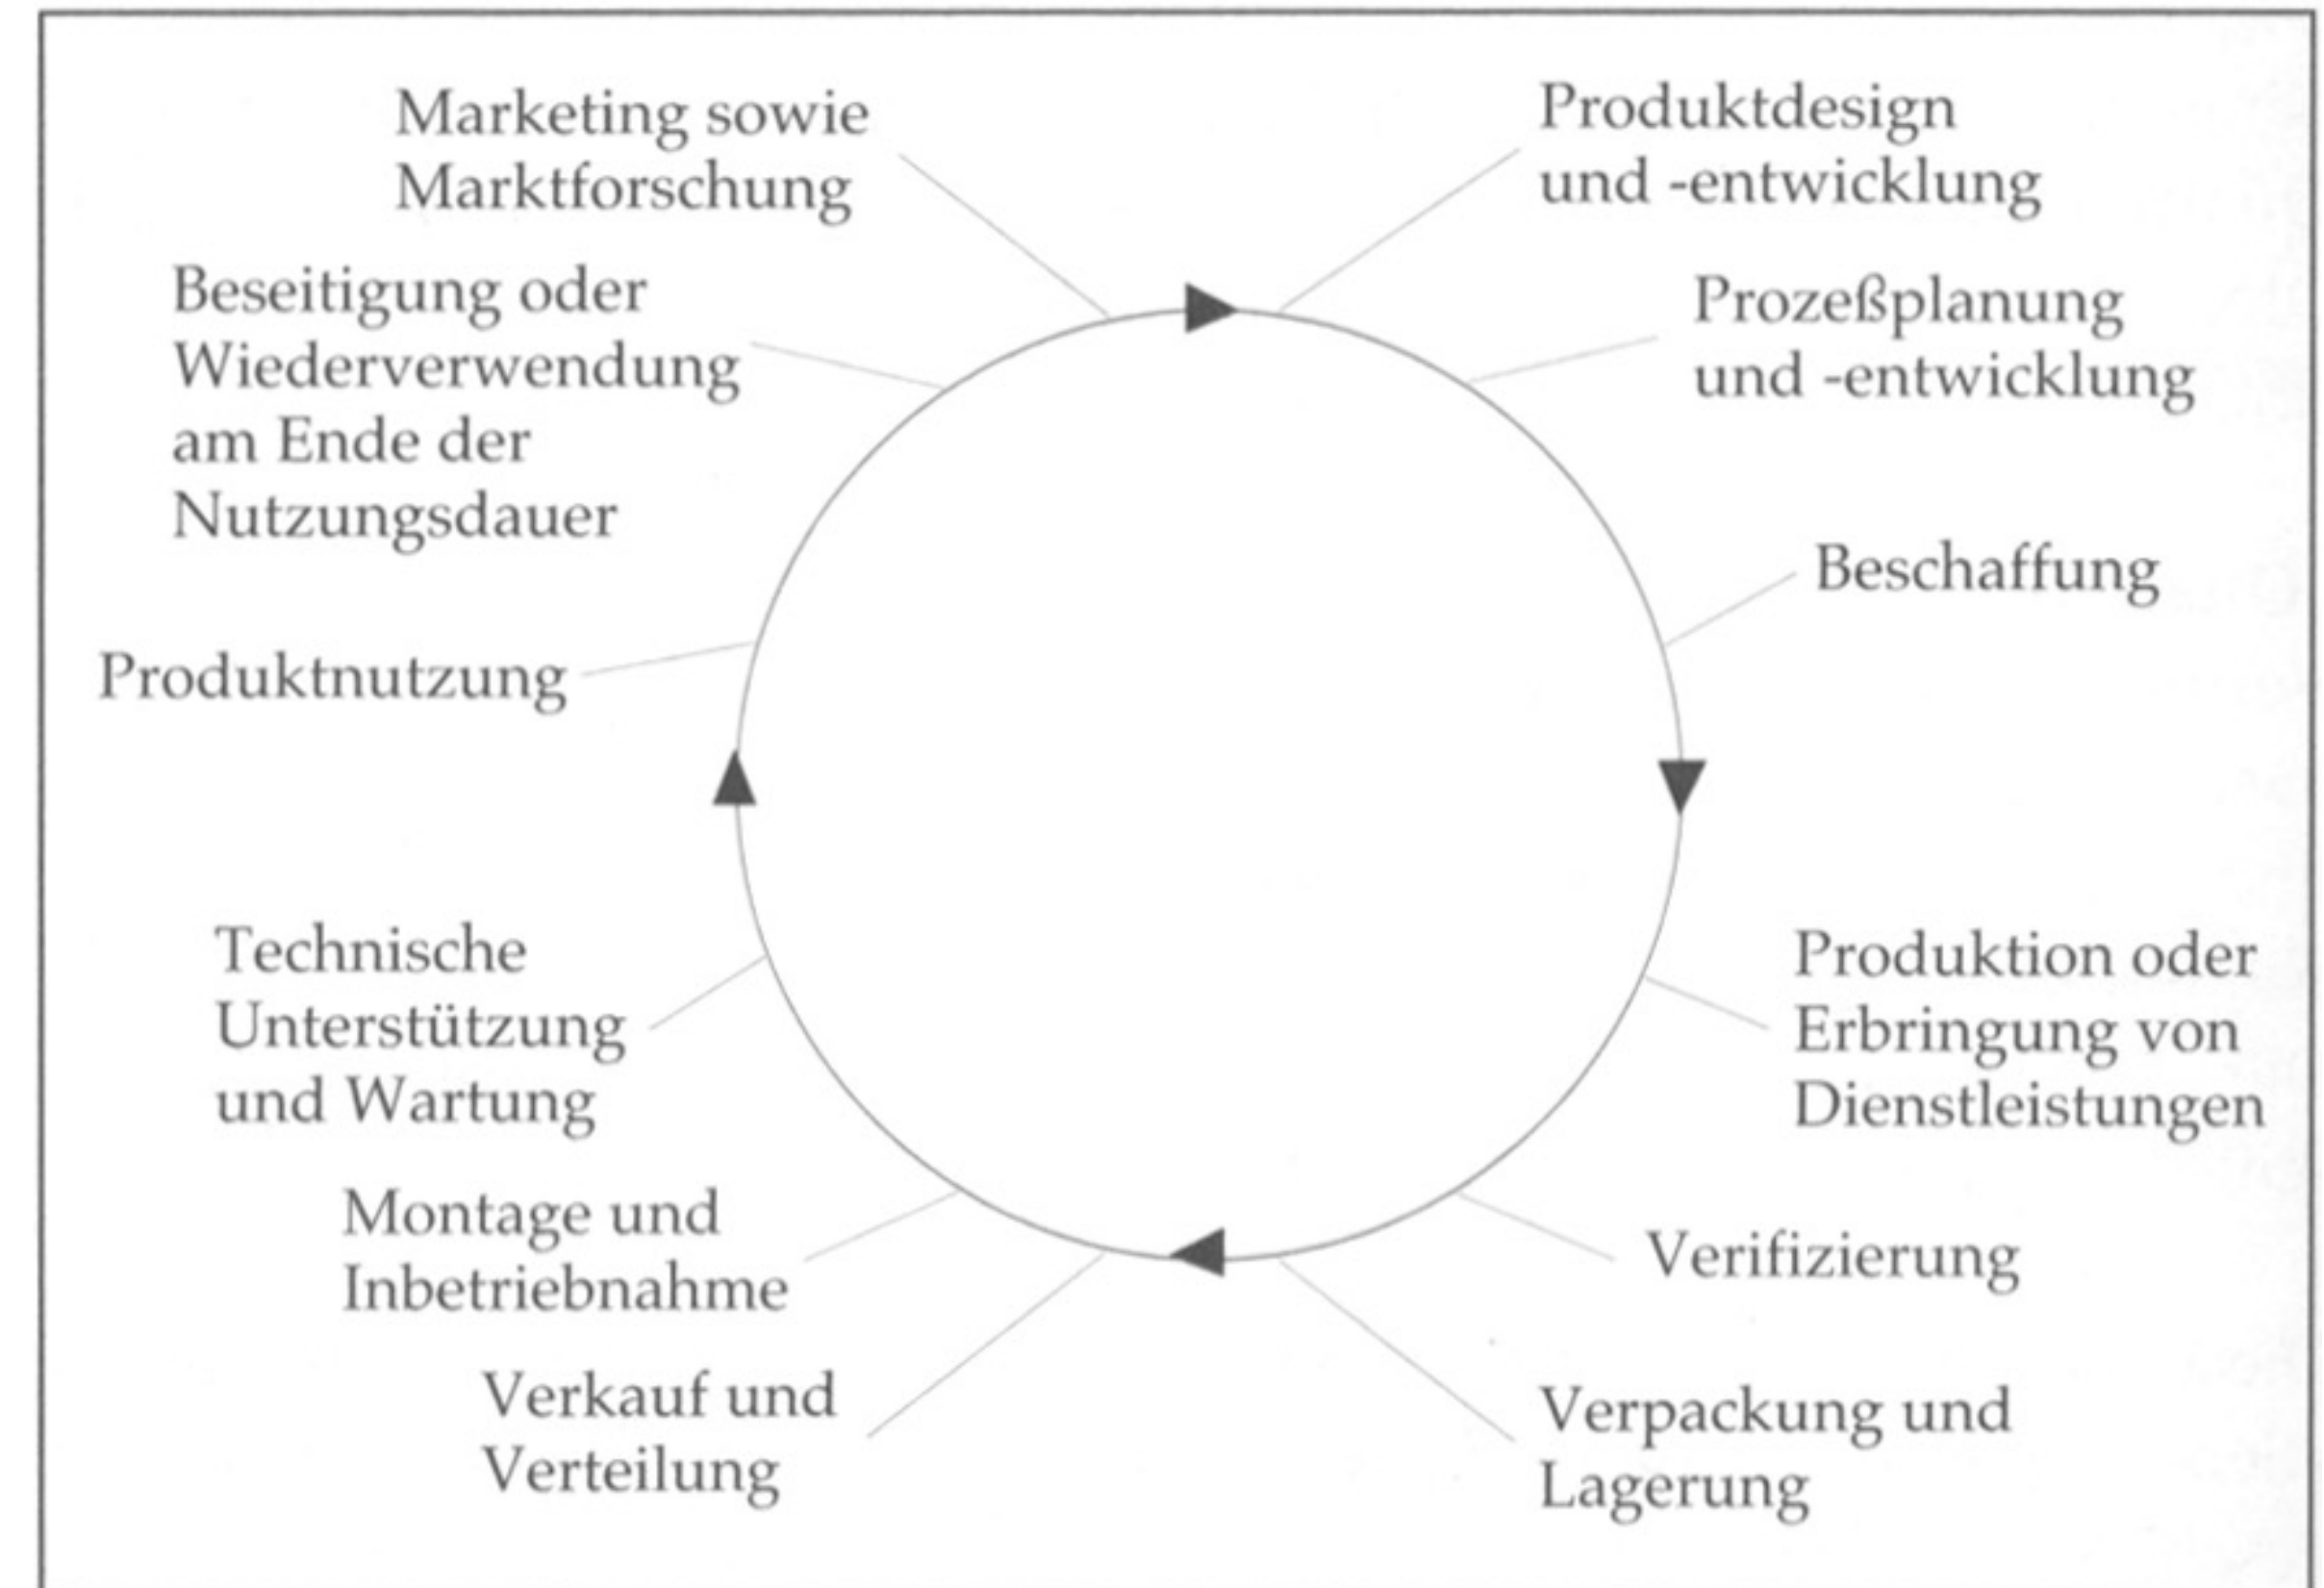 Marketing sowie
Marktforschung
Produktdesign
und -entwicklung
Prozeßplanung
und -entwicklung
Beschaffung
Produktion oder
Erbringung von
Dienstleistungen
Verifizierung
Verpackung und
Lagerung
Verkauf und
Verteilung
Montage und
Inbetriebnahme
Technische
Unterstützung
und Wartung
Produktnutzung
Beseitigung oder
Wiederverwendung
am Ende der
Nutzungsdauer